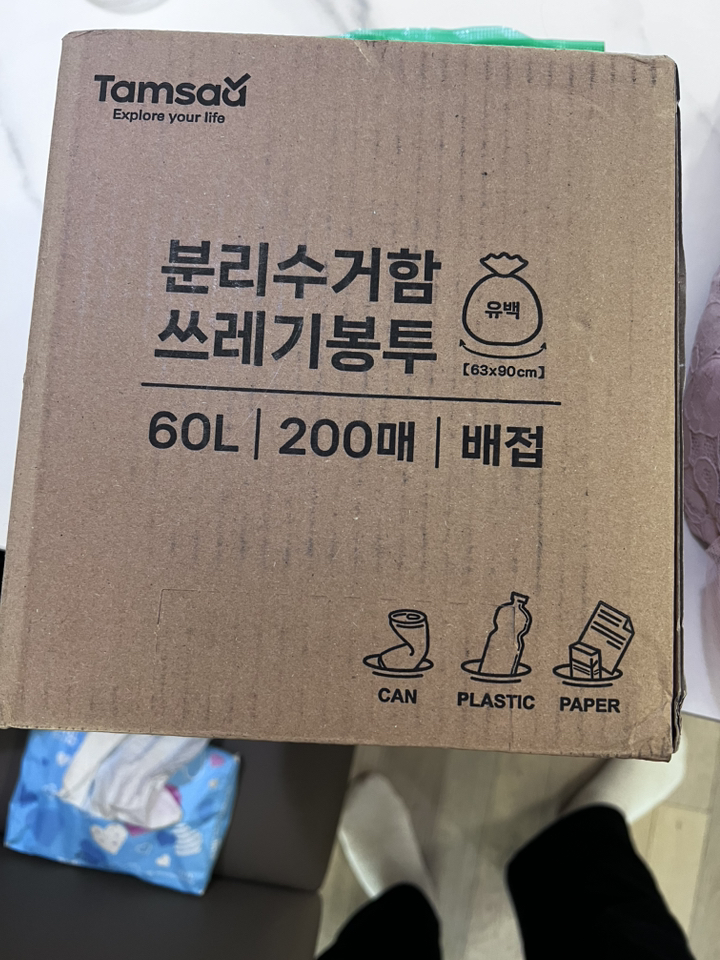 Tamsaa
Explore your life
분리수거함
쓰레기봉투
유백
[63x90cm]
60L | 200매 | 배접
CAN PLASTIC PAPER